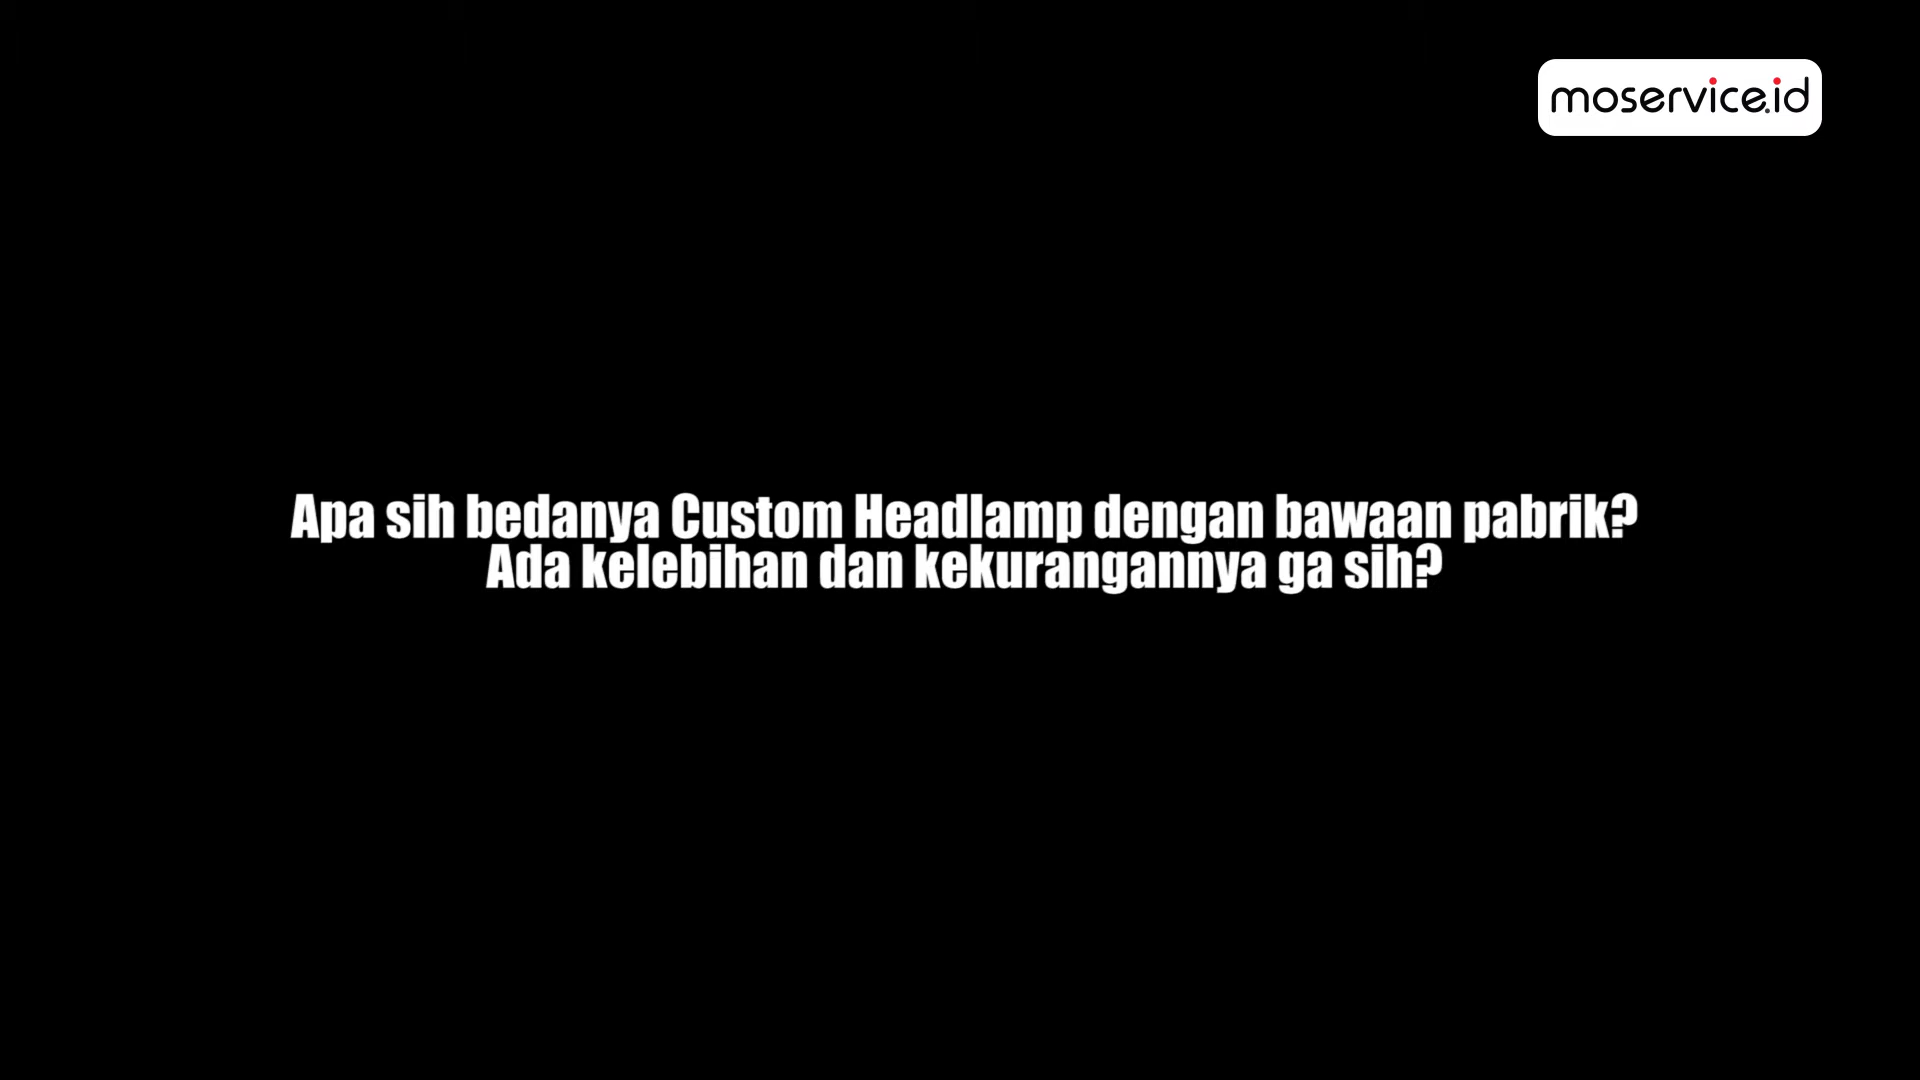 moservice.id
Apa sih bedanya Custom Headlamp dengan bawaan pabrik?
Ada kelebihan dan kekurangannya ga sih?